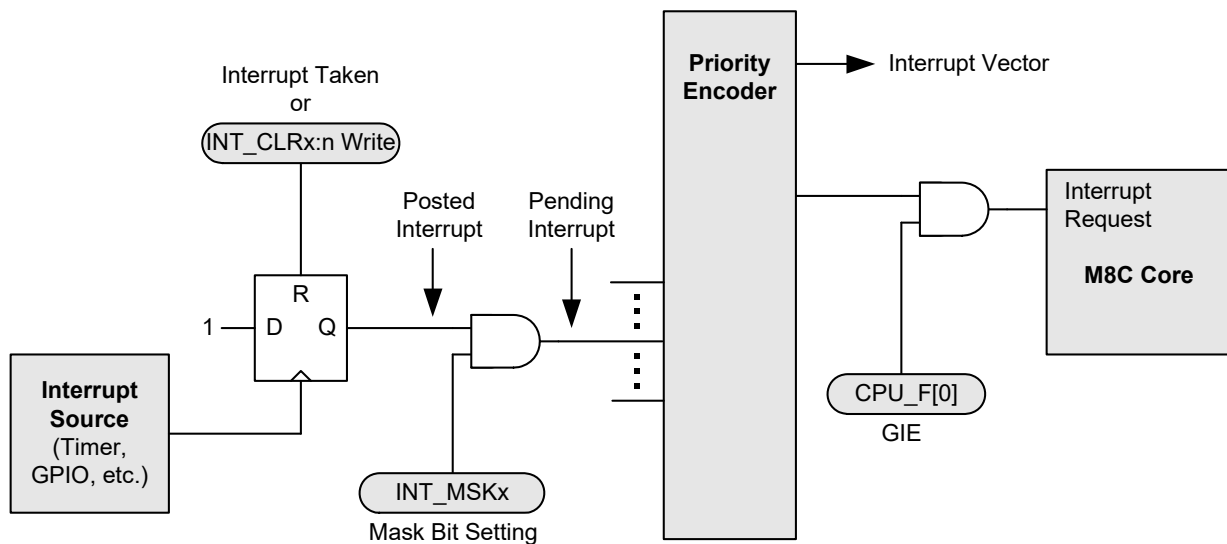 Interrupt Taken
or
INT_CLRx:n Write
Priority
Encoder
Interrupt Vector
Posted
Interrupt
Pending
Interrupt
Interrupt
Request
M8C Core
R
1
D
Q
Interrupt
Source
(Timer,
GPIO, etc.)
INT_MSKx
Mask Bit Setting
CPU_F[0]
GIE